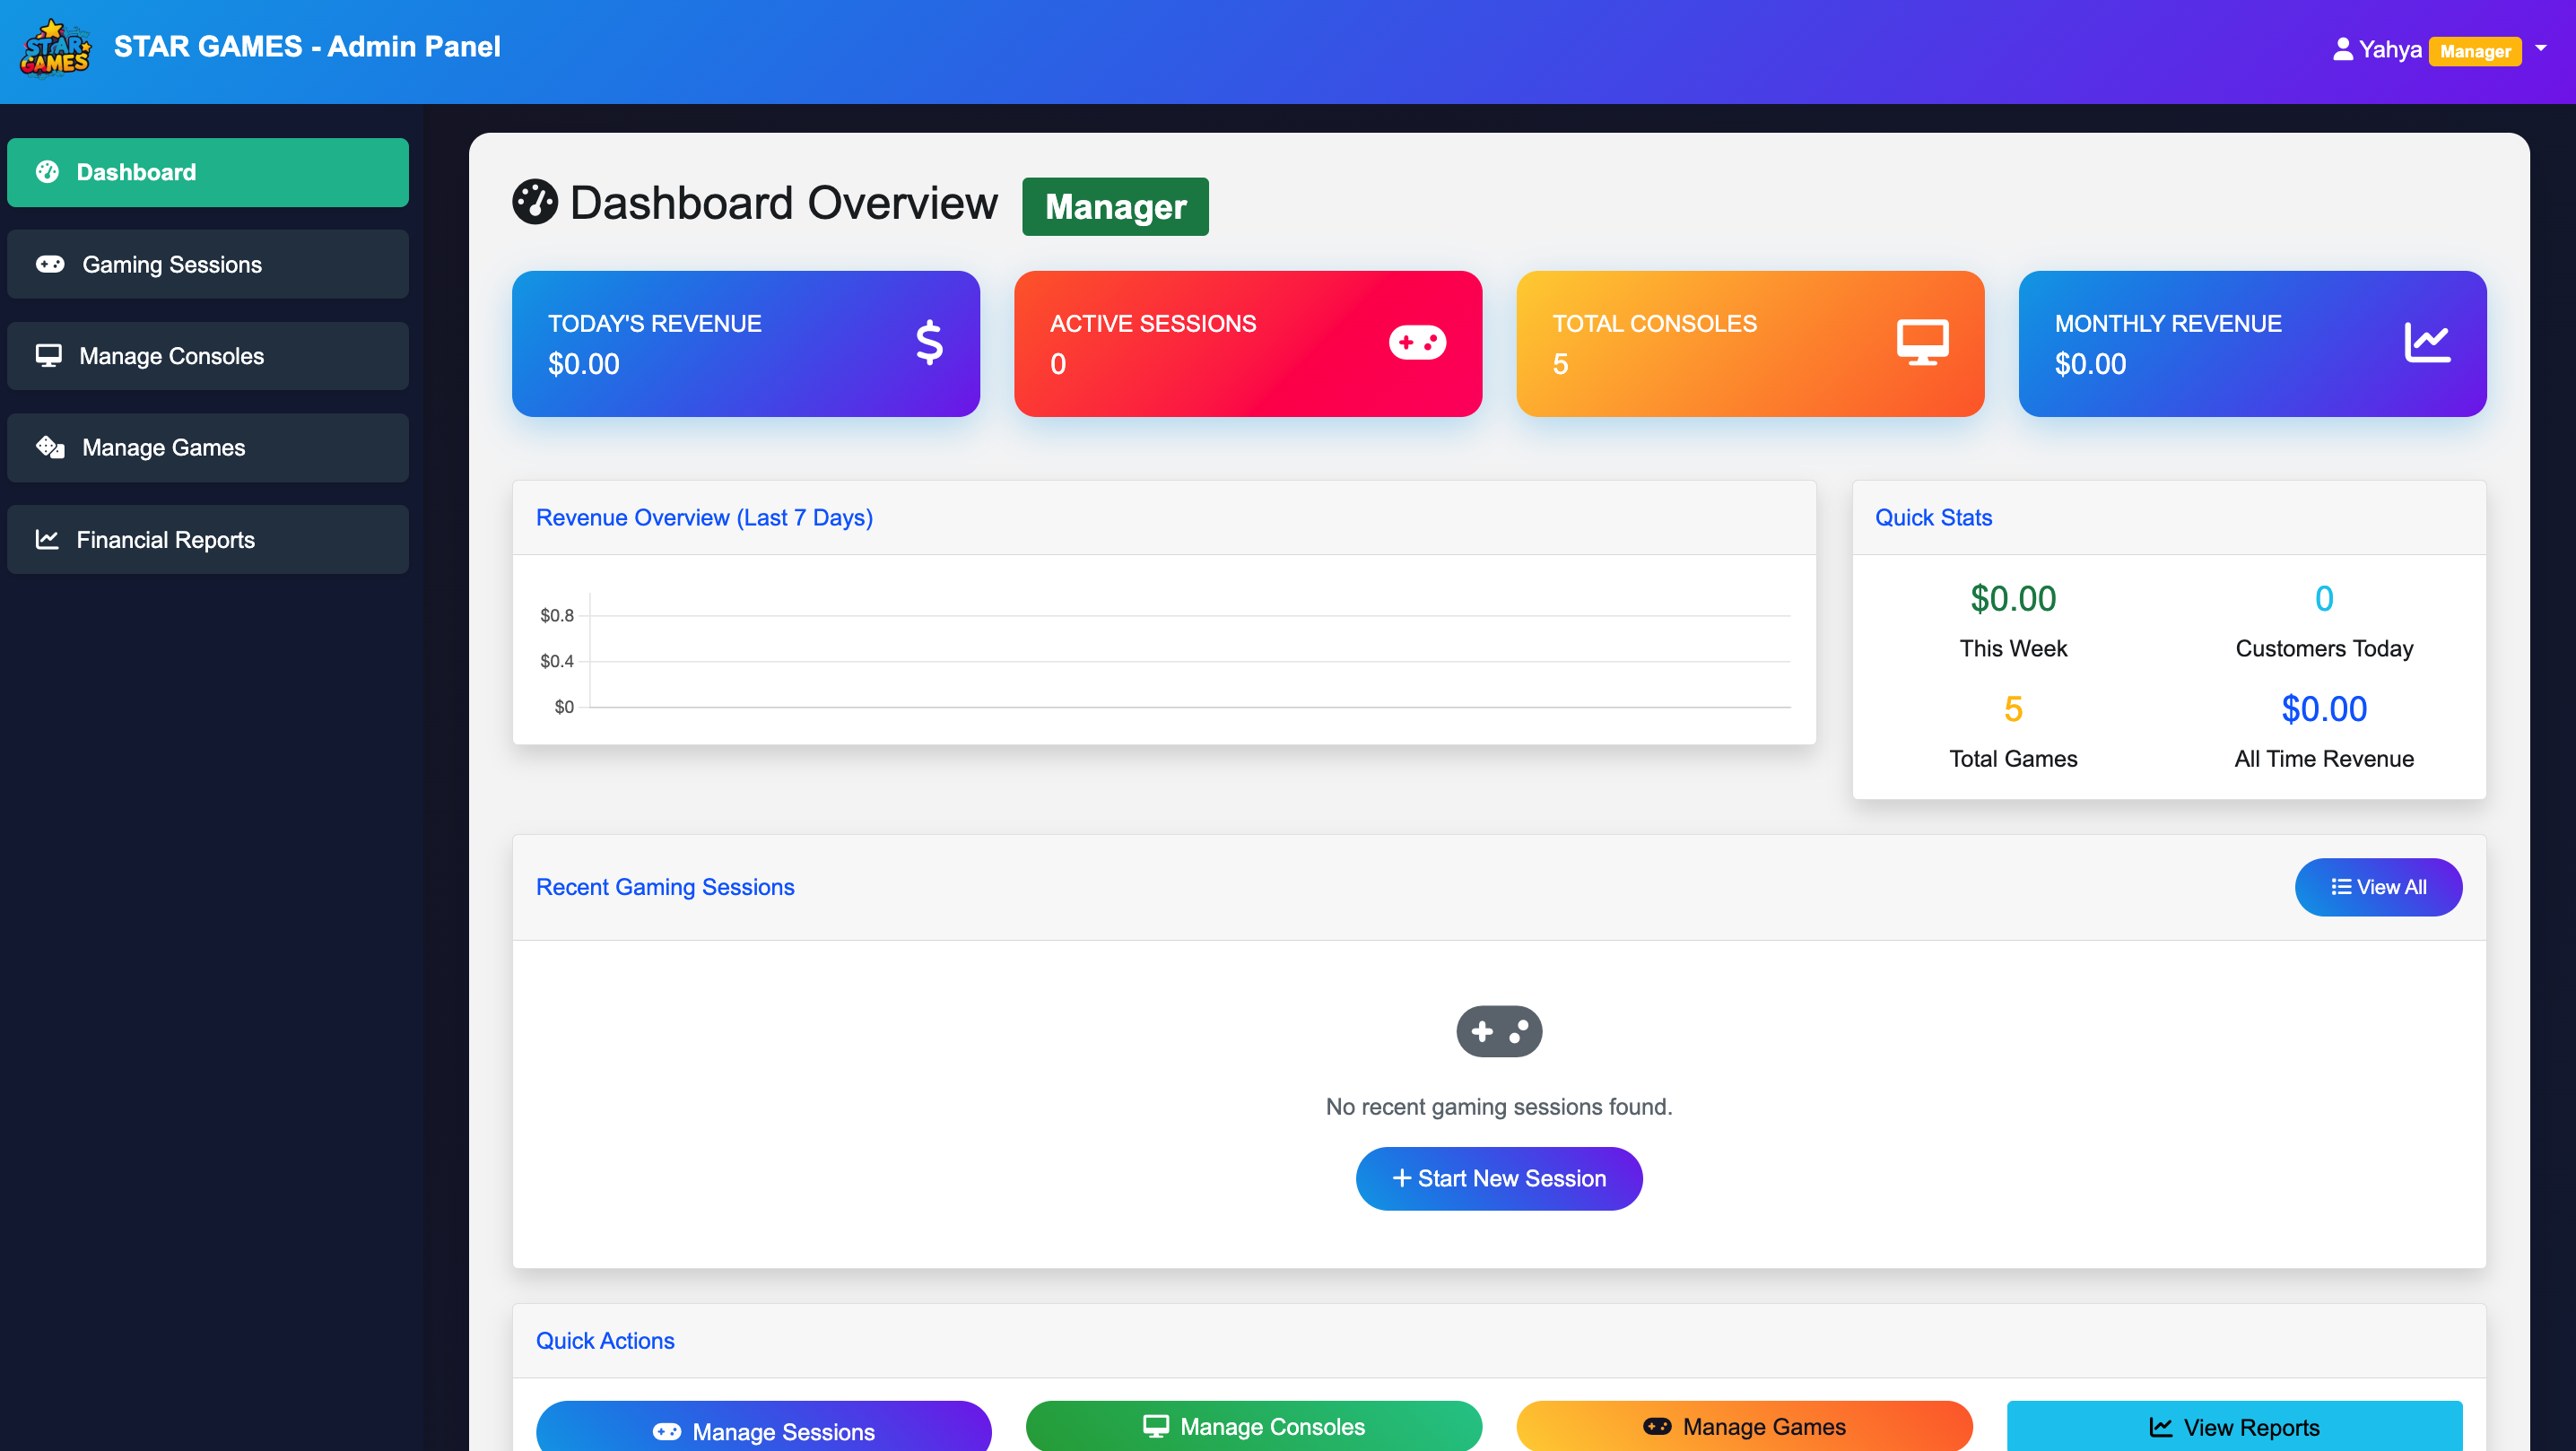 STAR GAMES
STAR GAMES - Admin Panel
Yahya Manager
Dashboard
Gaming Sessions
Manage Consoles
Manage Games
Financial Reports
Dashboard Overview Manager
TODAY'S REVENUE
$0.00
ACTIVE SESSIONS
0
TOTAL CONSOLES
5
MONTHLY REVENUE
$0.00
Revenue Overview (Last 7 Days)
$0.8
$0.4
$0
Quick Stats
$0.00
This Week
0
Customers Today
5
Total Games
$0.00
All Time Revenue
Recent Gaming Sessions
View All
No recent gaming sessions found.
Start New Session
Quick Actions
Manage Sessions
Manage Consoles
Manage Games
View Reports